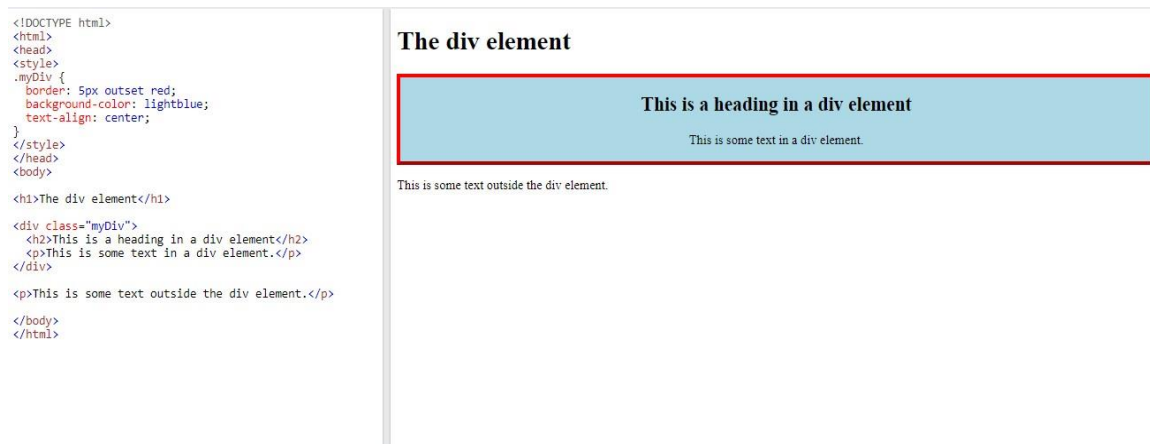 <!DOCTYPE html>
<html>
<head>
<style>
.myDiv {
  border: 5px outset red;
  background-color: lightblue;
  text-align: center;
}
</style>
</head>
<body>

<h1>The div element</h1>

<div class="myDiv">
  <h2>This is a heading in a div element</h2>
  <p>This is some text in a div element.</p>
</div>

<p>This is some text outside the div element.</p>

</body>
</html>
The div element
This is a heading in a div element
This is some text in a div element.
This is some text outside the div element.